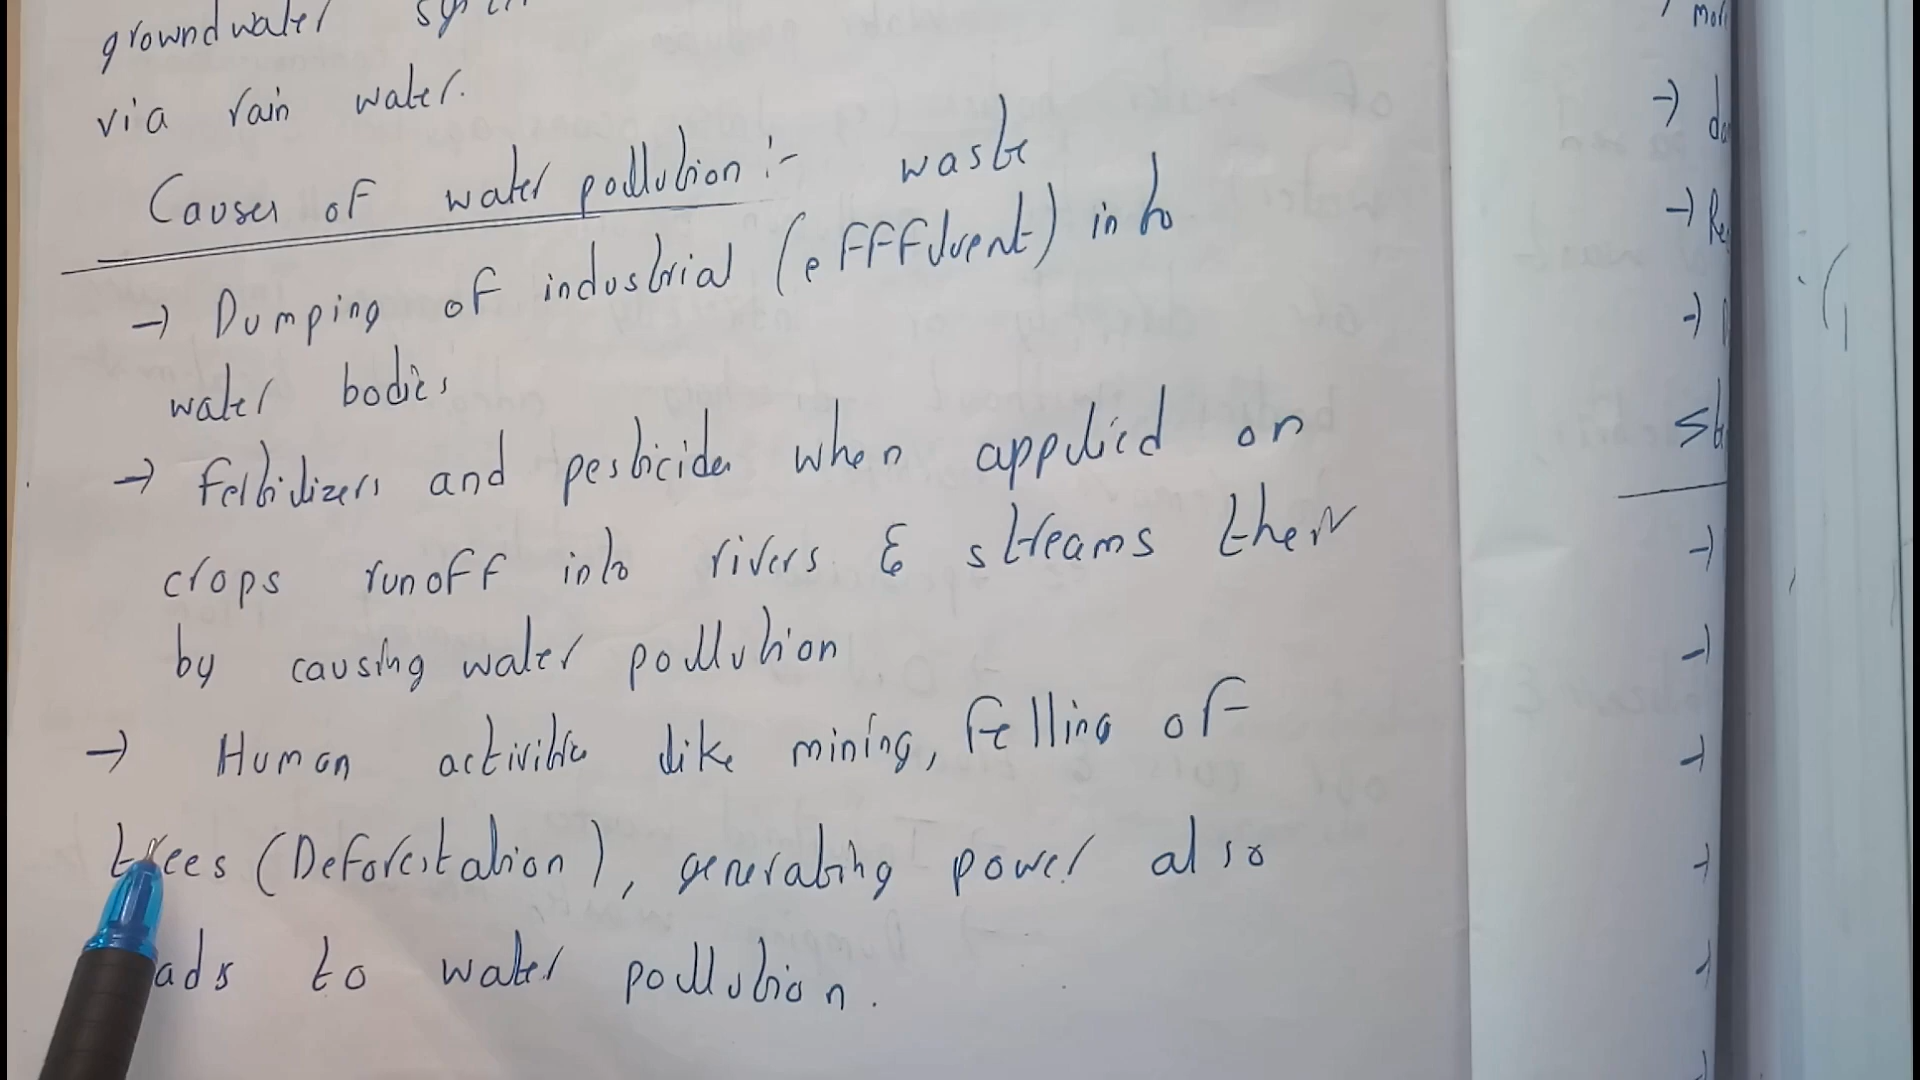 groundwater
via rain water.
Causes of water pollution :- waste
→ Dumping of industrial (efffluent) into
water bodies
→ Fertilizers and pesticides when applied on
crops runoff into rivers & streams ther
by causing water pollution
→ Human activities like mining, felling of
trees (Deforestation), generating power also
ads to water pollution.